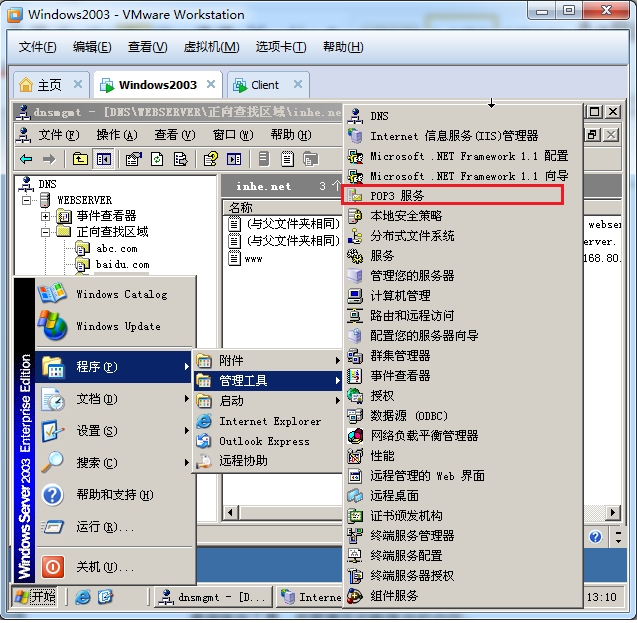 Windows2003 - VMware Workstation
文件(F) 编辑(E) 查看(V) 虚拟机(M) 选项卡(T) 帮助(H)
主页 Windows2003 Client
dnsmgmt - [DNS\WEBSERVER\正向查找区域\inhe.ne
文件(F) 操作(A) 查看(V) 窗口(W) 帮助(H)
DNS
WEBSERVER
事件查看器
正向查找区域
abc.com
baidu.com
inhe.net 3 个
名称
(与父文件夹相同)
(与父文件夹相同)
www
webser
erver.
168.80.
Windows Server 2003 Enterprise Edition
Windows Catalog
Windows Update
程序(P)
文档(D)
设置(S)
搜索(C)
帮助和支持(H)
运行(R)...
关机(U)...
附件
管理工具
启动
Internet Explorer
Outlook Express
远程协助
DNS
Internet 信息服务(IIS)管理器
Microsoft .NET Framework 1.1 配置
Microsoft .NET Framework 1.1 向导
POP3 服务
本地安全策略
分布式文件系统
服务
管理您的服务器
计算机管理
路由和远程访问
配置您的服务器向导
群集管理器
事件查看器
授权
数据源 (ODBC)
网络负载平衡管理器
性能
远程管理的 Web 界面
远程桌面
证书颁发机构
终端服务管理器
终端服务配置
终端服务器授权
组件服务
开始 dnsmgmt - [D... Interne 13:10